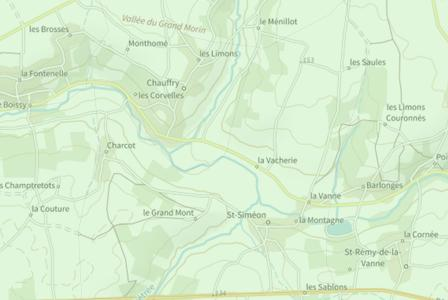 Vallée du Grand Morin
les Brosses
le Ménillot
Monthomé
les Limons
153
la Fontenelle
les Saules
Chauffry
les Corvelles
Boissy
les Limons
Couronnés
Charcot
la Vacherie
Champtretots
Barlonges
la Vanne
la Couture
le Grand Mont
St-Siméon
la Montagne
la Cornée
St-Rémy-de-la-
Vanne
les Sablons